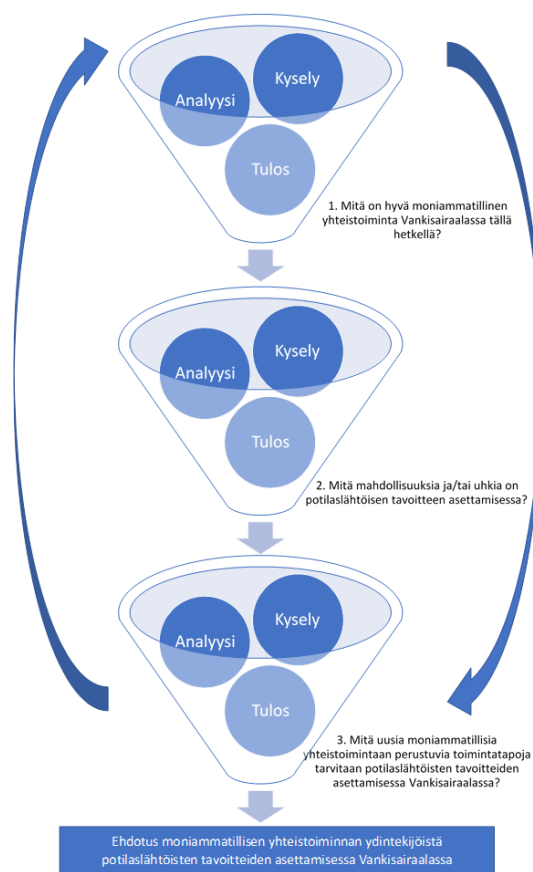 Analyysi
Kysely
Tulos
1. Mitä on hyvä moniammatillinen
yhteistoiminta Vankisairaalassa tällä
hetkellä?
Analyysi
Kysely
Tulos
2. Mitä mahdollisuuksia ja/tai uhkia on
potilaslähtöisen tavoitteen asettamisessa?
Analyysi
Kysely
Tulos
3. Mitä uusia moniammatillisia
yhteistoimintaan perustuvia toimintatapoja
tarvitaan potilaslähtöisten tavoitteiden
asettamisessa Vankisairaalassa?
Ehdotus moniammatillisen yhteistoiminnan ydintekijöistä
potilaslähtöisten tavoitteiden asettamisessa Vankisairaalassa